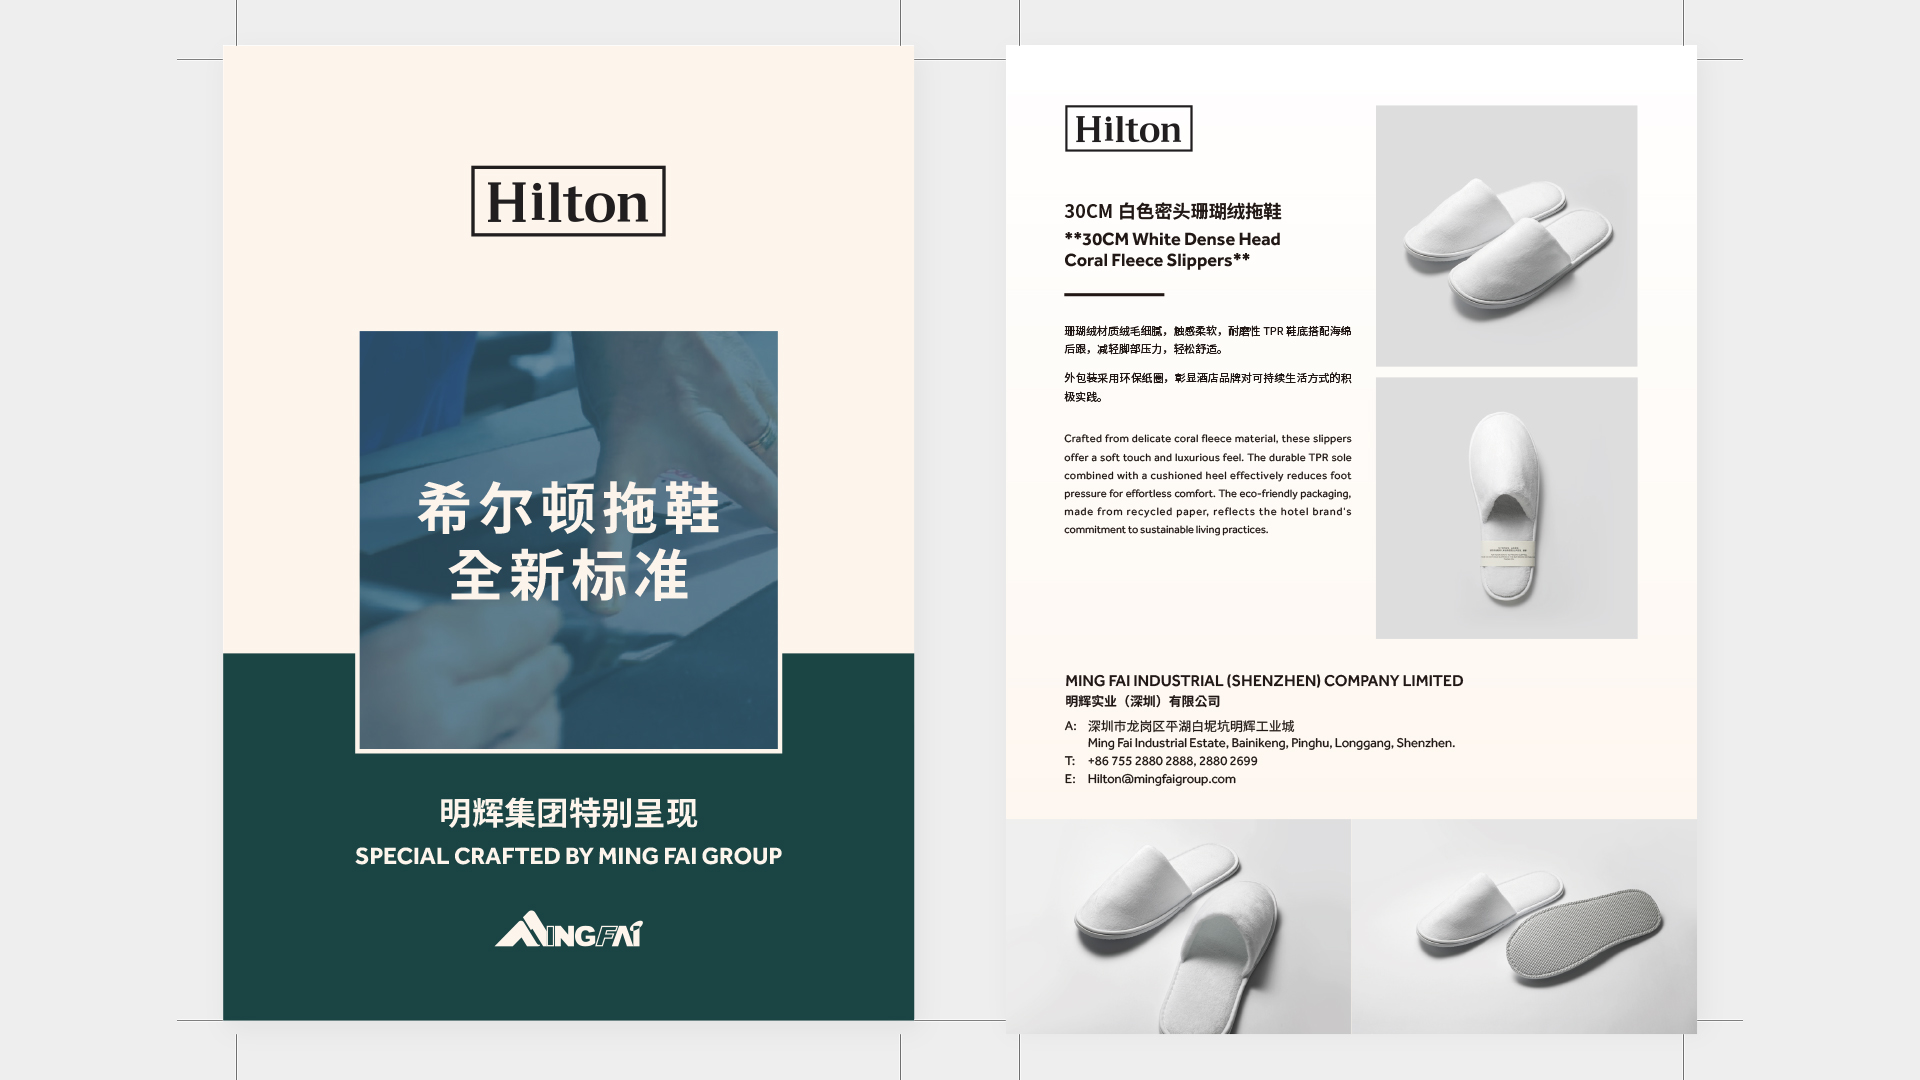 Hilton
希尔顿拖鞋
全新标准
明辉集团特别呈现
SPECIAL CRAFTED BY MING FAI GROUP
MINGFAI
Hilton
30CM 白色密头珊瑚绒拖鞋
**30CM White Dense Head
Coral Fleece Slippers**
珊瑚绒材质绒毛细腻，触感柔软，耐磨性 TPR 鞋底搭配海绵
后跟，减轻脚部压力，轻松舒适。
外包装采用环保纸圈，彰显酒店品牌对可持续生活方式的积
极实践。
Crafted from delicate coral fleece material, these slippers
offer a soft touch and luxurious feel. The durable TPR sole
combined with a cushioned heel effectively reduces foot
pressure for effortless comfort. The eco-friendly packaging,
made from recycled paper, reflects the hotel brand's
commitment to sustainable living practices.
MING FAI INDUSTRIAL (SHENZHEN) COMPANY LIMITED
明辉实业（深圳）有限公司
A: 深圳市龙岗区平湖白坭坑明辉工业城
Ming Fai Industrial Estate, Bainikeng, Pinghu, Longgang, Shenzhen.
T: +86 755 2880 2888, 2880 2699
E: Hilton@mingfaigroup.com